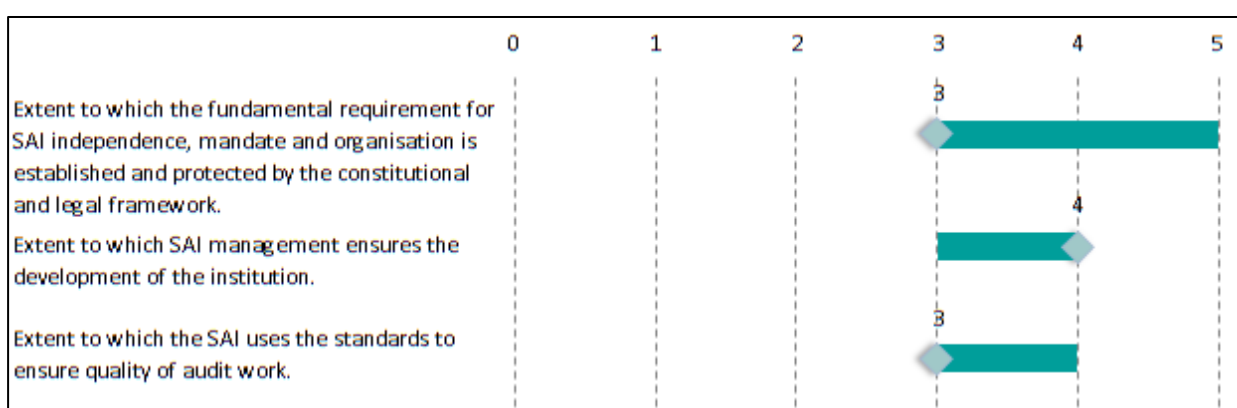 0 1 2 3 4 5
3
Extent to which the fundamental requirement for
SAI independence, mandate and organisation is
established and protected by the constitutional
and legal framework.
4
Extent to which SAI management ensures the
development of the institution.
3
Extent to which the SAI uses the standards to
ensure quality of audit work.